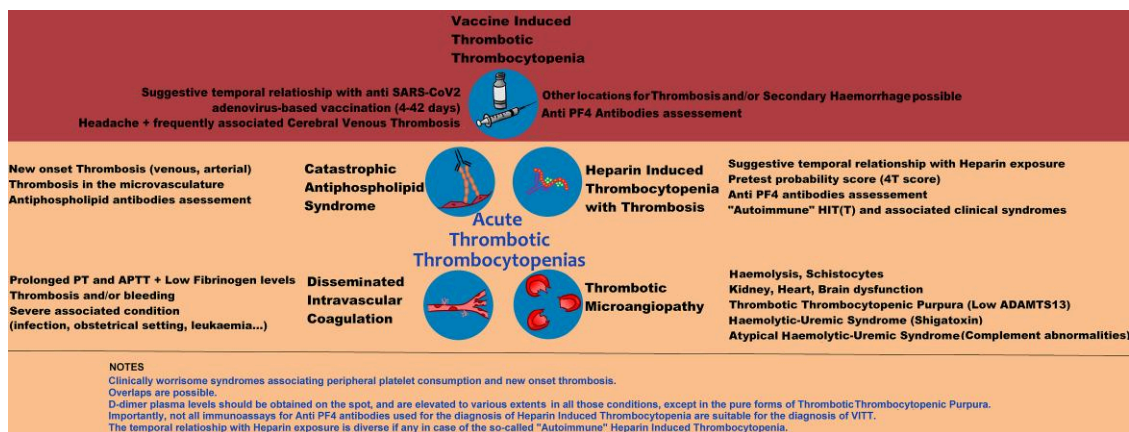 Vaccine Induced
Thrombotic
Thrombocytopenia
Suggestive temporal relatioship with anti SARS-CoV2
adenovirus-based vaccination (4-42 days)
Headache + frequently associated Cerebral Venous Thrombosis
Other locations for Thrombosis and/or Secondary Haemorrhage possible
Anti PF4 Antibodies assessement
New onset Thrombosis (venous, arterial)
Thrombosis in the microvasculature
Antiphospholipid antibodies asessement
Catastrophic
Antiphospholipid
Syndrome
Heparin Induced
Thrombocytopenia
with Thrombosis
Suggestive temporal relationship with Heparin exposure
Pretest probability score (4T score)
Anti PF4 antibodies assessement
"Autoimmune" HIT(T) and associated clinical syndromes
Acute
Thrombotic
Thrombocytopenias
Prolonged PT and APTT + Low Fibrinogen levels
Thrombosis and/or bleeding
Severe associated condition
(infection, obstetrical setting, leukaemia...)
Disseminated
Intravascular
Coagulation
Thrombotic
Microangiopathy
Haemolysis, Schistocytes
Kidney, Heart, Brain dysfunction
Thrombotic Thrombocytopenic Purpura (Low ADAMTS13)
Haemolytic-Uremic Syndrome (Shigatoxin)
Atypical Haemolytic-Uremic Syndrome (Complement abnormalities)
NOTES
Clinically worrisome syndromes associating peripheral platelet consumption and new onset thrombosis.
Overlaps are possible.
D-dimer plasma levels should be obtained on the spot, and are elevated to various extents in all those conditions, except in the pure forms of Thrombotic Thrombocytopenic Purpura.
Importantly, not all immunoassays for Anti PF4 antibodies used for the diagnosis of Heparin Induced Thrombocytopenia are suitable for the diagnosis of VITT.
The temporal relatioship with Heparin exposure is diverse if any in case of the so-called "Autoimmune" Heparin Induced Thrombocytopenia.